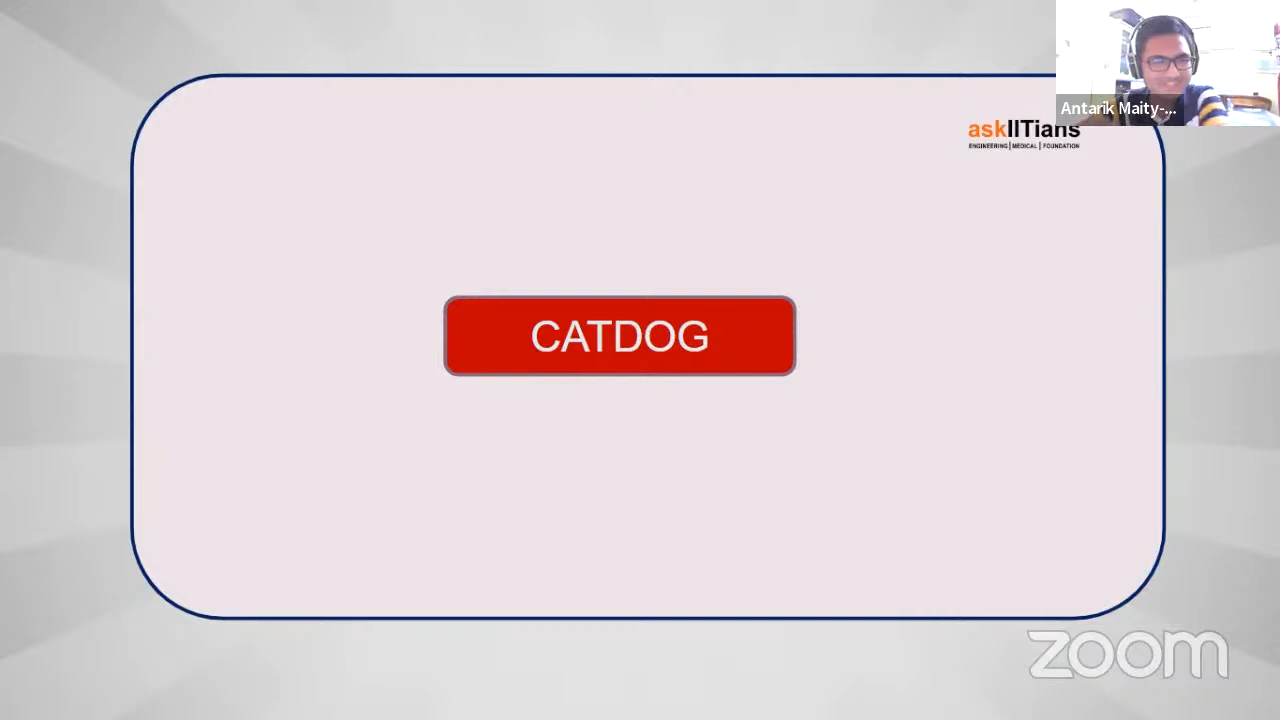 Antarik Maity-...
askIITians
ENGINEERING | MEDICAL | FOUNDATION
CATDOG
zoom